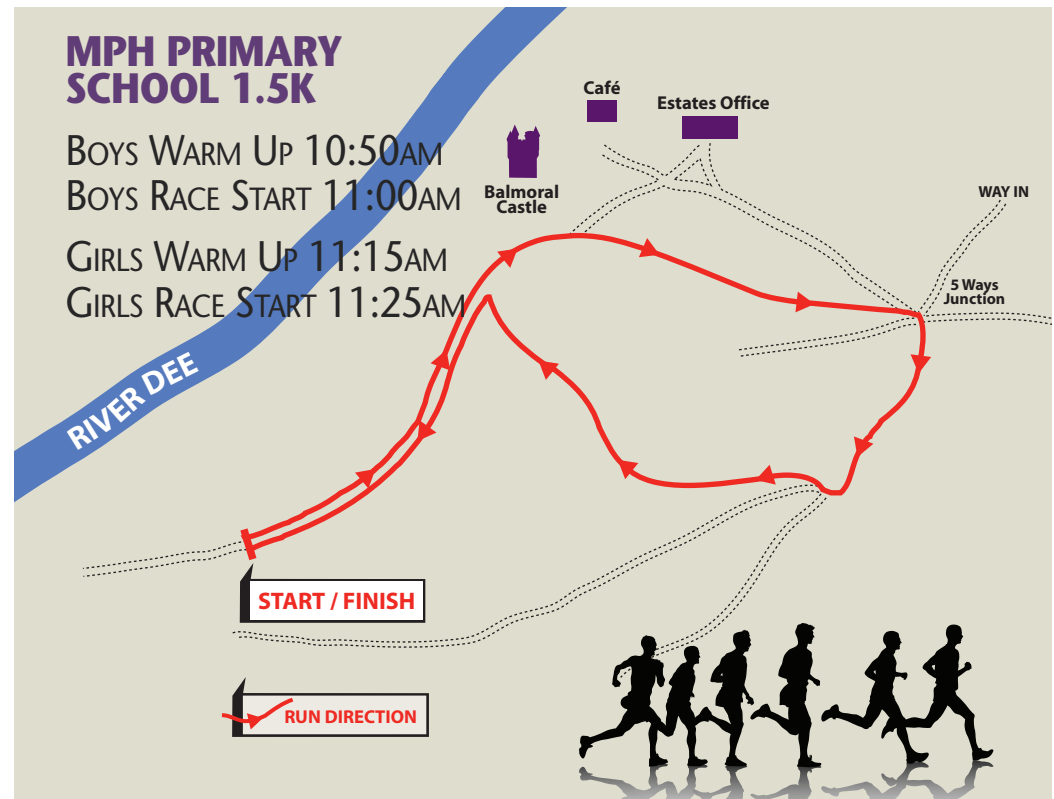 MPH PRIMARY
SCHOOL 1.5K
BOYS WARM UP 10:50AM
BOYS RACE START 11:00AM
GIRLS WARM UP 11:15AM
GIRLS RACE START 11:25AM
Café
Estates Office
Balmoral
Castle
WAY IN
5 Ways
Junction
RIVER DEE
START / FINISH
RUN DIRECTION